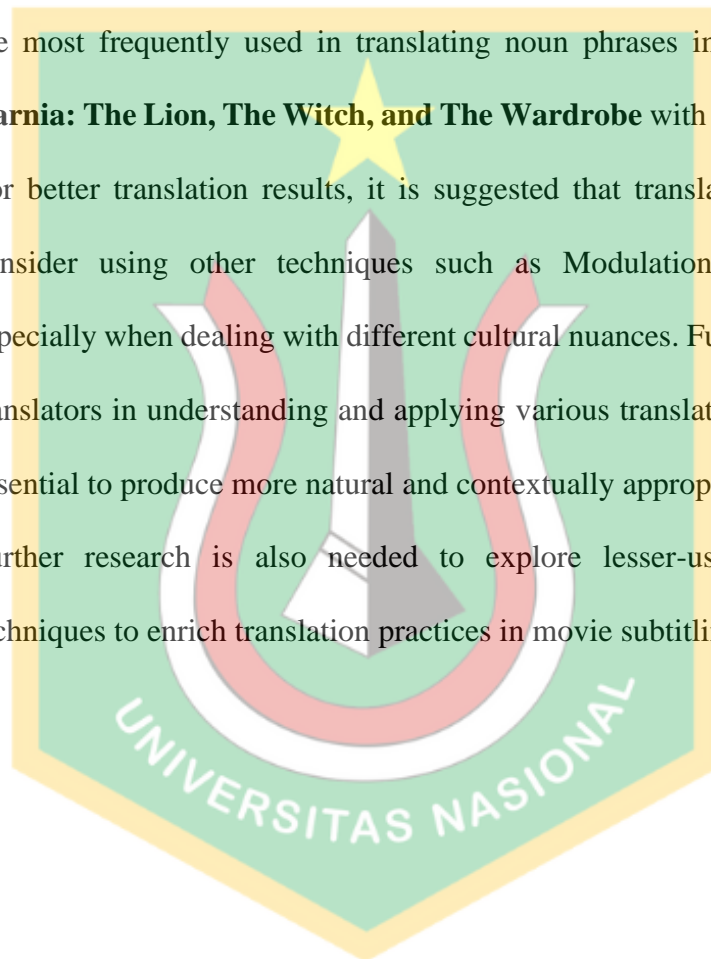 e most frequently used in translating noun phrases in
arnia: The Lion, The Witch, and The Wardrobe with
or better translation results, it is suggested that transla
nsider using other techniques such as Modulation
pecially when dealing with different cultural nuances. Fu
anslators in understanding and applying various translat
sential to produce more natural and contextually approp
urther research is also needed to explore lesser-us
chniques to enrich translation practices in movie subtitlin
UNIVERSITAS NASIONAL